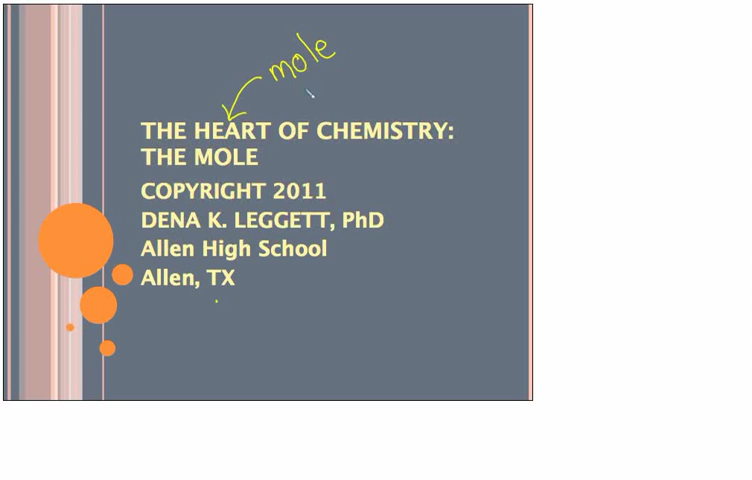 mole
THE HEART OF CHEMISTRY:
THE MOLE
COPYRIGHT 2011
DENA K. LEGGETT, PhD
Allen High School
Allen, TX